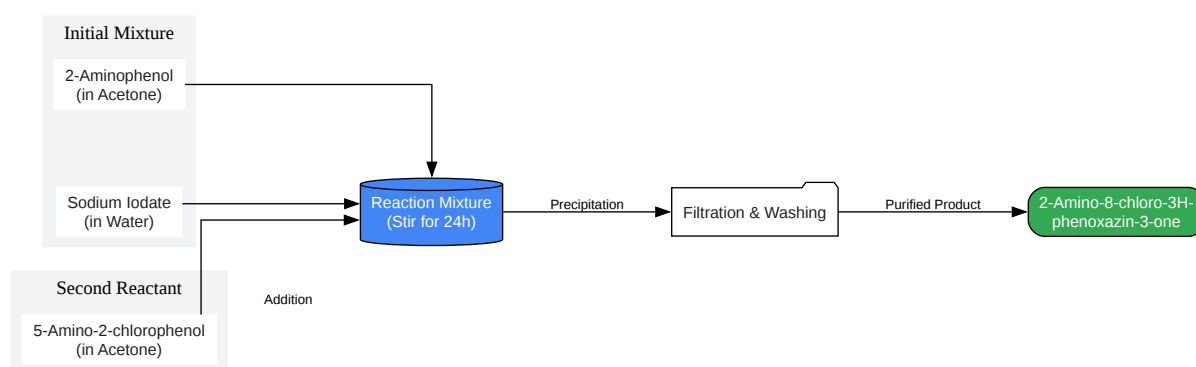 Initial Mixture
2-Aminophenol
(in Acetone)
Sodium Iodate
(in Water)
Second Reactant
5-Amino-2-chlorophenol
(in Acetone)
Addition
Reaction Mixture
(Stir for 24h)
Precipitation
Filtration & Washing
Purified Product
2-Amino-8-chloro-3H-
phenoxazin-3-one